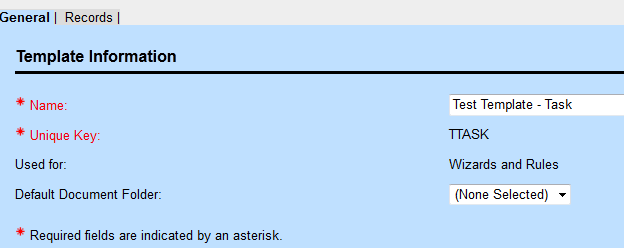 General | Records |
Template Information
* Name: Test Template - Task
* Unique Key: TTASK
Used for: Wizards and Rules
Default Document Folder: (None Selected)
* Required fields are indicated by an asterisk.